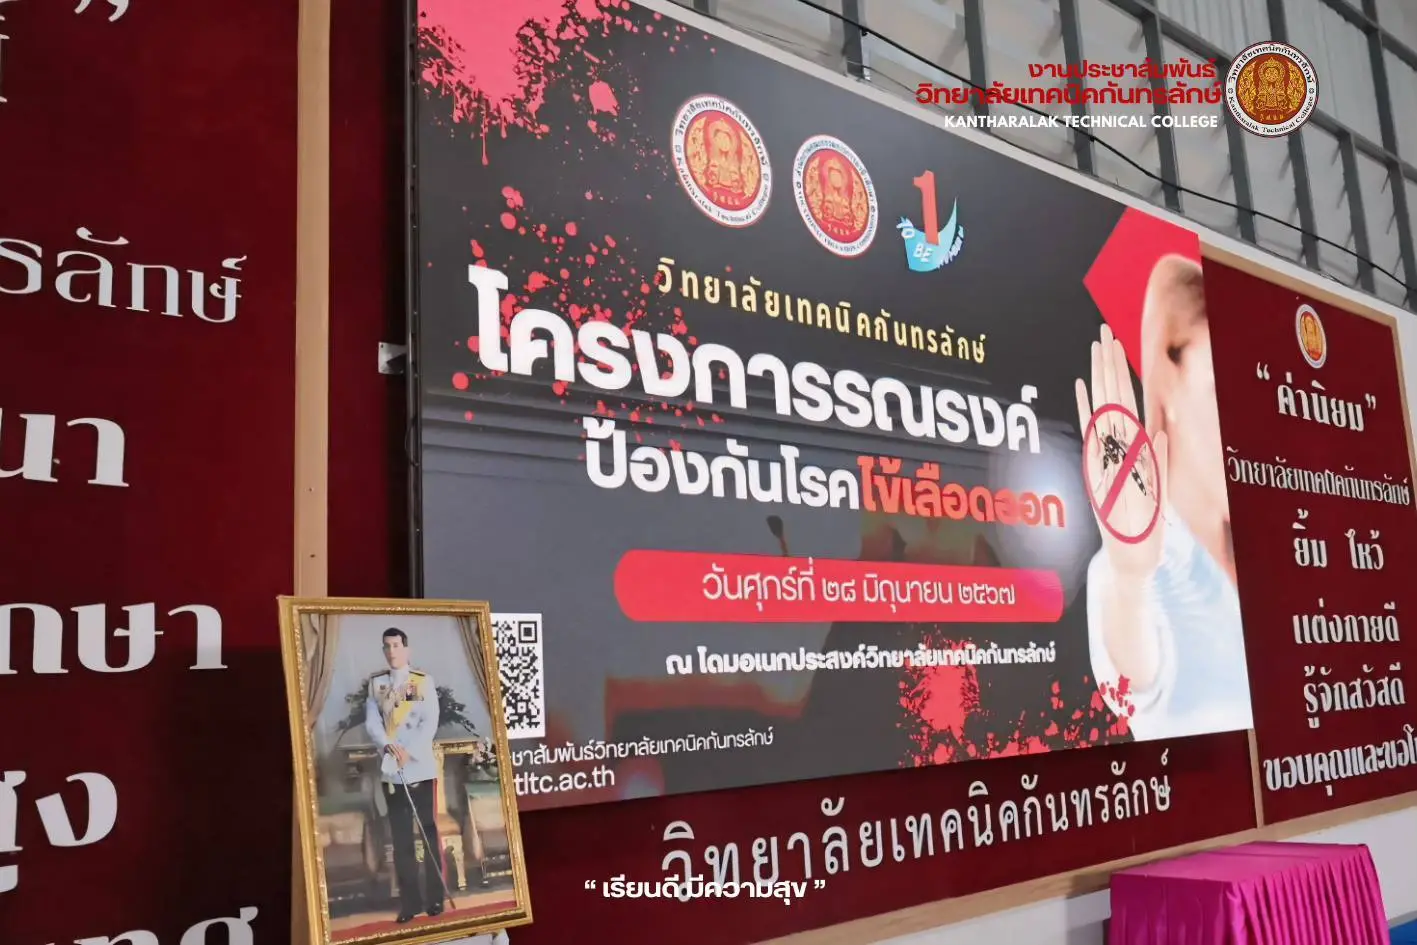 งานประชาสัมพันธ์
วิทยาลัยเทคนิคกันทรลักษ์
KANTHARALAK TECHNICAL COLLEGE
วิทยาลัยเทคนิคกันทรลักษ์
โครงการรณรงค์
ป้องกันโรคไข้เลือดออก
วันศุกร์ที่ ๒๘ มิถุนายน ๒๕๖๗
ณ โดมอเนกประสงค์วิทยาลัยเทคนิคกันทรลักษ์
ชาสัมพันธ์วิทยาลัยเทคนิคกันทรลักษ์
tltc.ac.th
1
TO BE
วิทยาลัยเทคนิคกันทรลักษ์
“ เรียนดี มีความสุข ”
“ ค่านิยม ”
วิทยาลัยเทคนิคกันทรลักษ์
ยิ้ม ไหว้
แต่งกายดี
รู้จักสวัสดี
ขอบคุณและขอโ
รลักษ์
นา
กษา
สูง